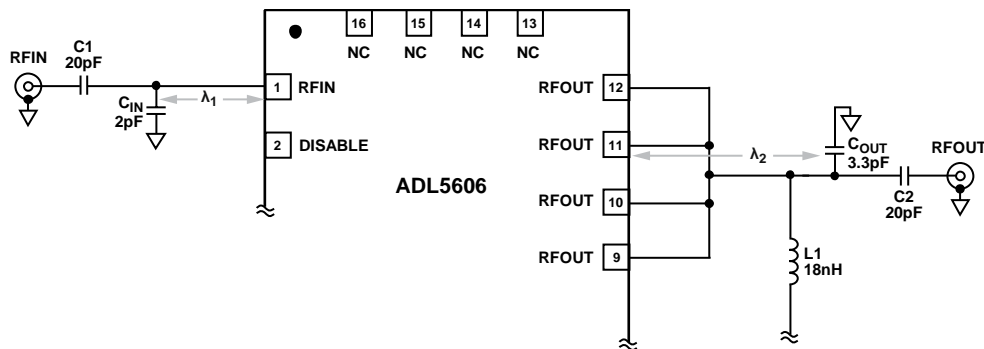 16 15 14 13
NC NC NC NC
RFIN
C1
20pF
1 RFIN
λ1
CIN
2pF
2 DISABLE
ADL5606
RFOUT 12
RFOUT 11
RFOUT 10
RFOUT 9
λ2
COUT
3.3pF
RFOUT
C2
20pF
L1
18nH